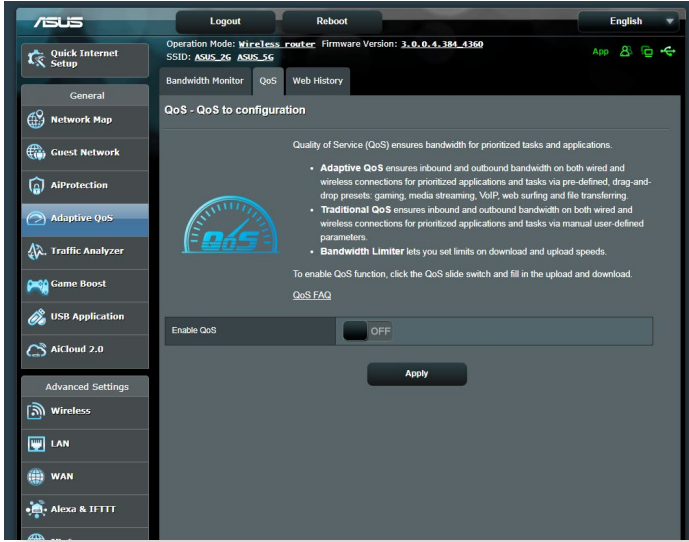 ASUS
Logout
Reboot
English
Quick Internet
Setup
Operation Mode: Wireless router Firmware Version: 3.0.0.4.384_4360
SSID: ASUS_2G ASUS_5G
App
Bandwidth Monitor
QoS
Web History
General
Network Map
Guest Network
AiProtection
Adaptive QoS
Traffic Analyzer
Game Boost
USB Application
AiCloud 2.0
Advanced Settings
Wireless
LAN
WAN
Alexa & IFTTT
QoS - QoS to configuration
QoS
Quality of Service (QoS) ensures bandwidth for prioritized tasks and applications.
• Adaptive QoS ensures inbound and outbound bandwidth on both wired and
wireless connections for prioritized applications and tasks via pre-defined, drag-and-
drop presets: gaming, media streaming, VoIP, web surfing and file transferring.
• Traditional QoS ensures inbound and outbound bandwidth on both wired and
wireless connections for prioritized applications and tasks via manual user-defined
parameters.
• Bandwidth Limiter lets you set limits on download and upload speeds.
To enable QoS function, click the QoS slide switch and fill in the upload and download.
QoS FAQ
Enable QoS
OFF
Apply